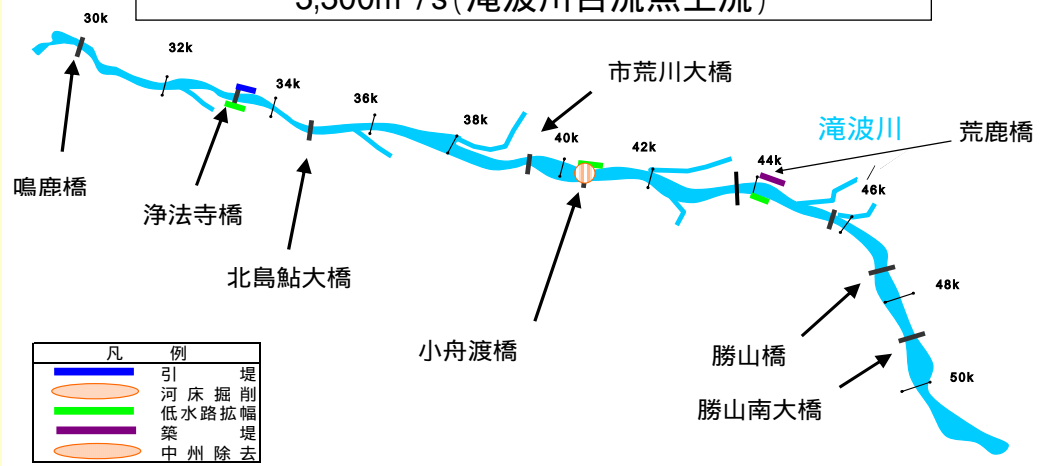 5,500m³/s(滝波川合流点上流)
30k
32k
34k
36k
38k
40k
42k
44k
46k
48k
50k
市荒川大橋
滝波川
荒鹿橋
鳴鹿橋
浄法寺橋
北島鮎大橋
小舟渡橋
勝山橋
勝山南大橋
凡 例
引 堤
河床掘削
低水路拡幅
築 堤
中州除去